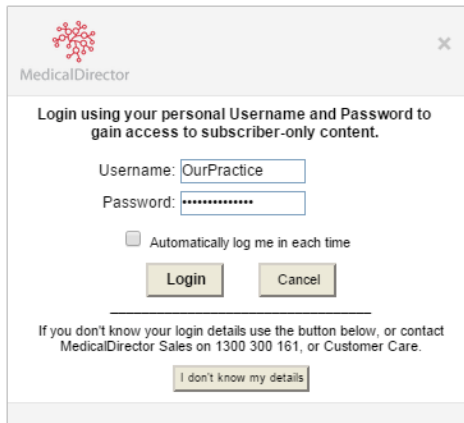 MedicalDirector
Login using your personal Username and Password to
gain access to subscriber-only content.
Username: OurPractice
Password: ••••••••••••••
Automatically log me in each time
Login Cancel
If you don't know your login details use the button below, or contact
MedicalDirector Sales on 1300 300 161, or Customer Care.
I don't know my details